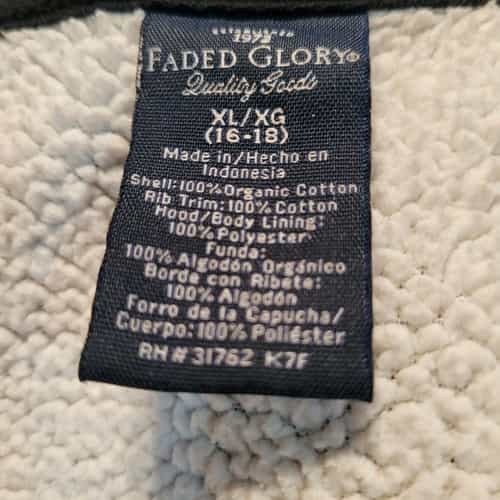 ESTABLISHED
1972
FADED GLORY®
Quality Goods
XL/XG
(16-18)
Made in/Hecho en
Indonesia
Shell:100% Organic Cotton
Rib Trim:100% Cotton
Hood/Body Lining:
100% Polyester
Funda:
100% Algodón Orgánico
Borde con Ribete:
100% Algodón
Forro de la Capucha/
Cuerpo:100% Poliéster
RN# 31762 K7F